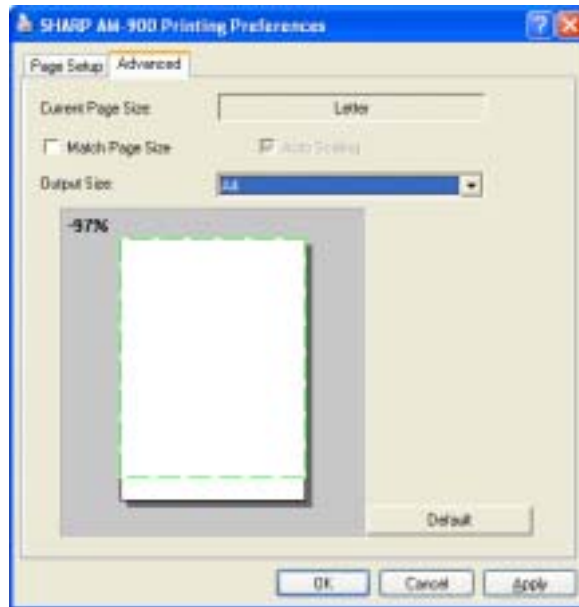 SHARP AM-900 Printing Preferences
Page Setup Advanced
Current Page Size: Letter
Match Page Size Auto Scaling
Output Size: A4
-97%
Default
OK Cancel Apply